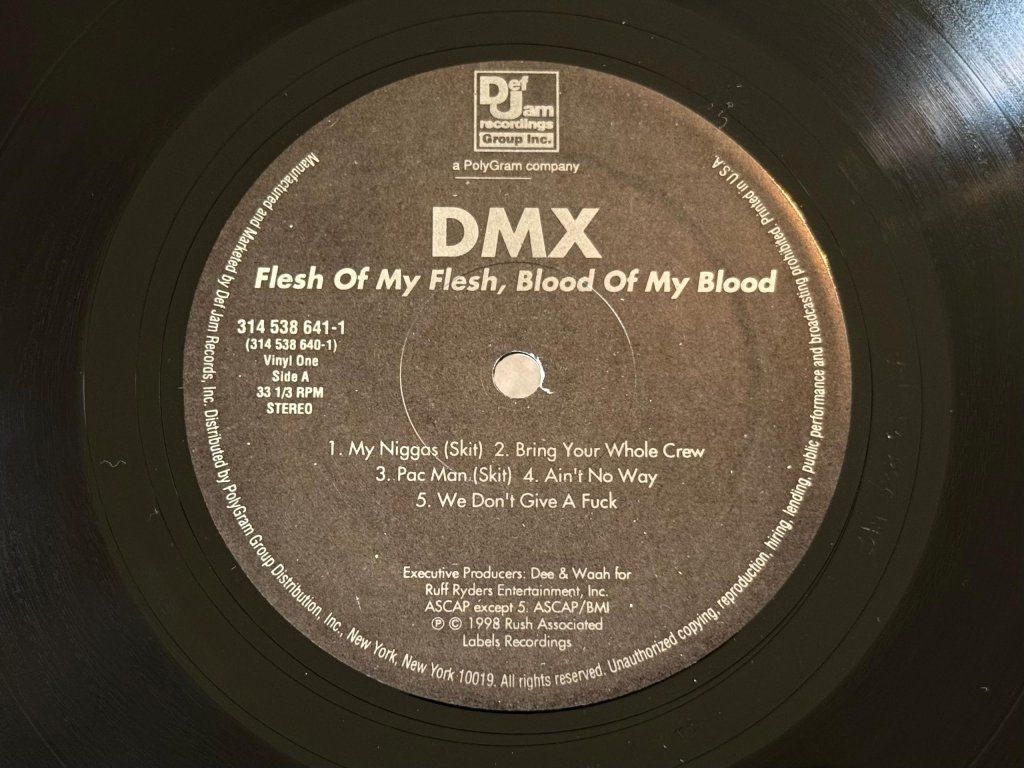 Def
Jam
recordings
Group Inc.
a PolyGram company
DMX
Flesh Of My Flesh, Blood Of My Blood
314 538 641-1
(314 538 640-1)
Vinyl One
Side A
33 1/3 RPM
STEREO
1. My Niggas (Skit) 2. Bring Your Whole Crew
3. Pac Man (Skit) 4. Ain't No Way
5. We Don't Give A Fuck
Executive Producers: Dee & Waah for
Ruff Ryders Entertainment, Inc.
ASCAP except 5. ASCAP/BMI
℗ © 1998 Rush Associated
Labels Recordings
Manufactured and Marketed by Def Jam Records, Inc. Distributed by PolyGram Group Distribution, Inc., New York, New York 10019. All rights reserved. Unauthorized copying, reproduction, hiring, lending, public performance and broadcasting prohibited. Printed in U.S.A